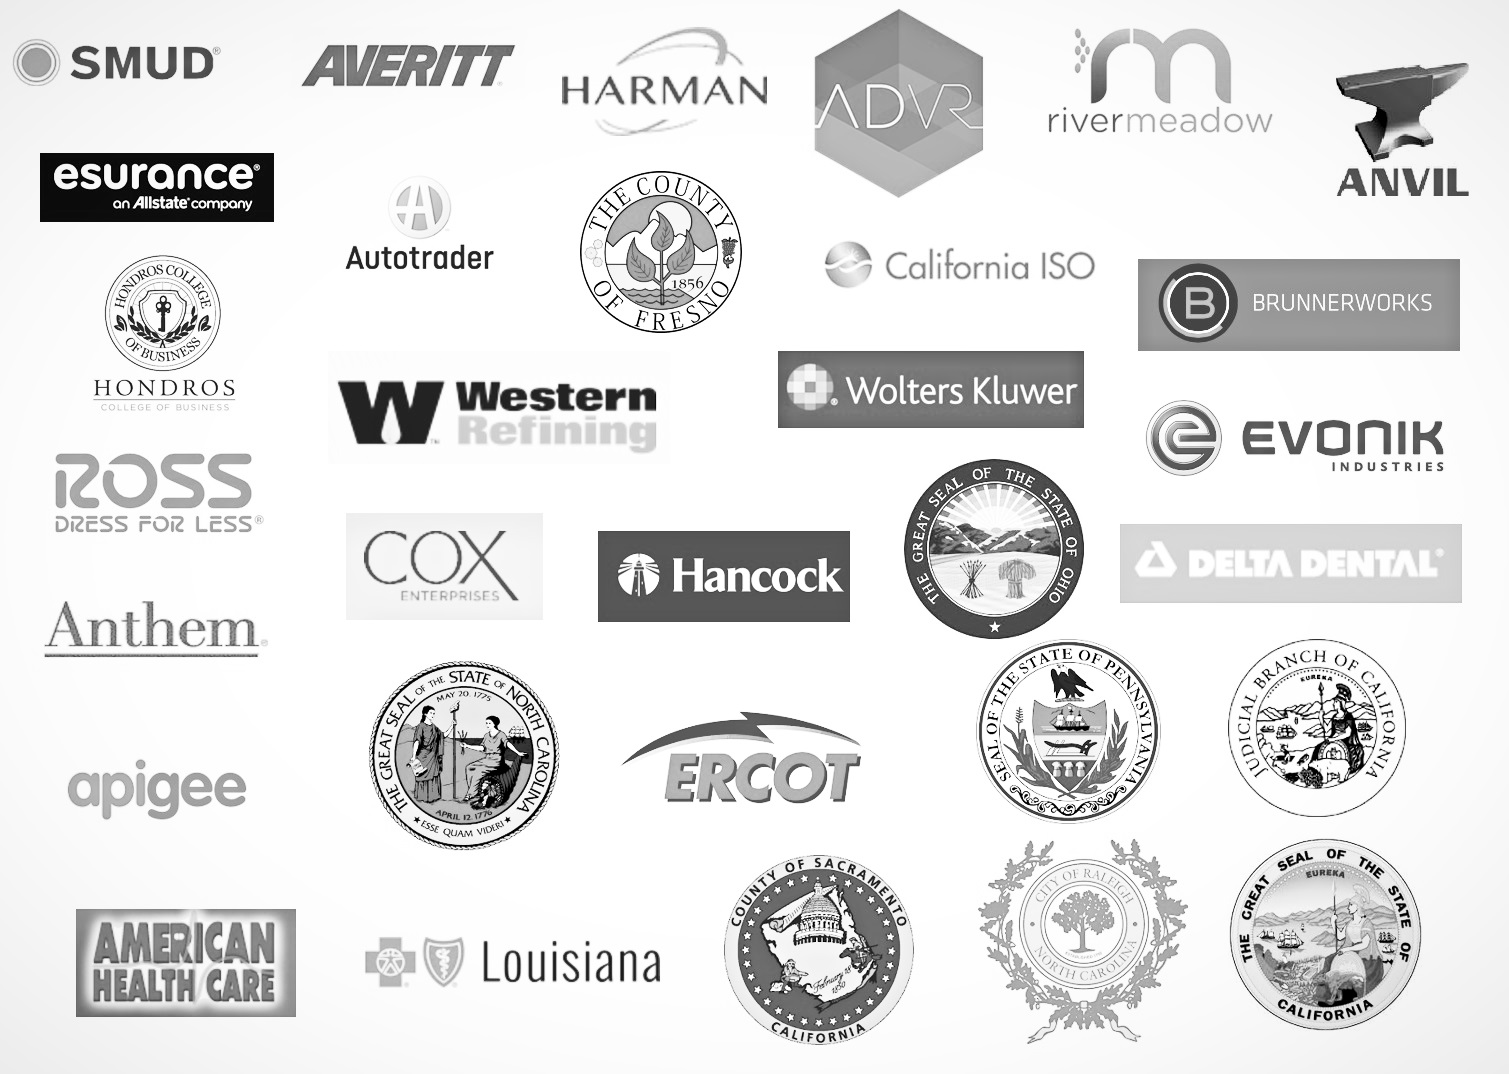 SMUD®
AVERITT
HARMAN
ADVR
rivermeadow
ANVIL
esurance®
an Allstate® company
Autotrader
THE COUNTY
OF FRESNO
1856
California ISO
BRUNNERWORKS
B
HONDROS COLLEGE
OF BUSINESS
HONDROS
COLLEGE OF BUSINESS
W
Western
Refining
Wolters Kluwer
EVONIK
INDUSTRIES
ROSS
DRESS FOR LESS®
COX
ENTERPRISES
Hancock
THE GREAT SEAL OF THE STATE OF OHIO
DELTA DENTAL®
Anthem®
THE GREAT SEAL OF THE STATE OF NORTH CAROLINA
MAY 20, 1775
APRIL 12, 1776
ESSE QUAM VIDERI
ERCOT
SEAL OF THE STATE OF PENNSYLVANIA
JUDICIAL BRANCH OF CALIFORNIA
EUREKA
apigee
AMERICAN
HEALTH CARE
Louisiana
COUNTY OF SACRAMENTO
February 18
1850
CALIFORNIA
CITY OF RALEIGH
NORTH CAROLINA
THE GREAT SEAL OF THE STATE OF
EUREKA
CALIFORNIA